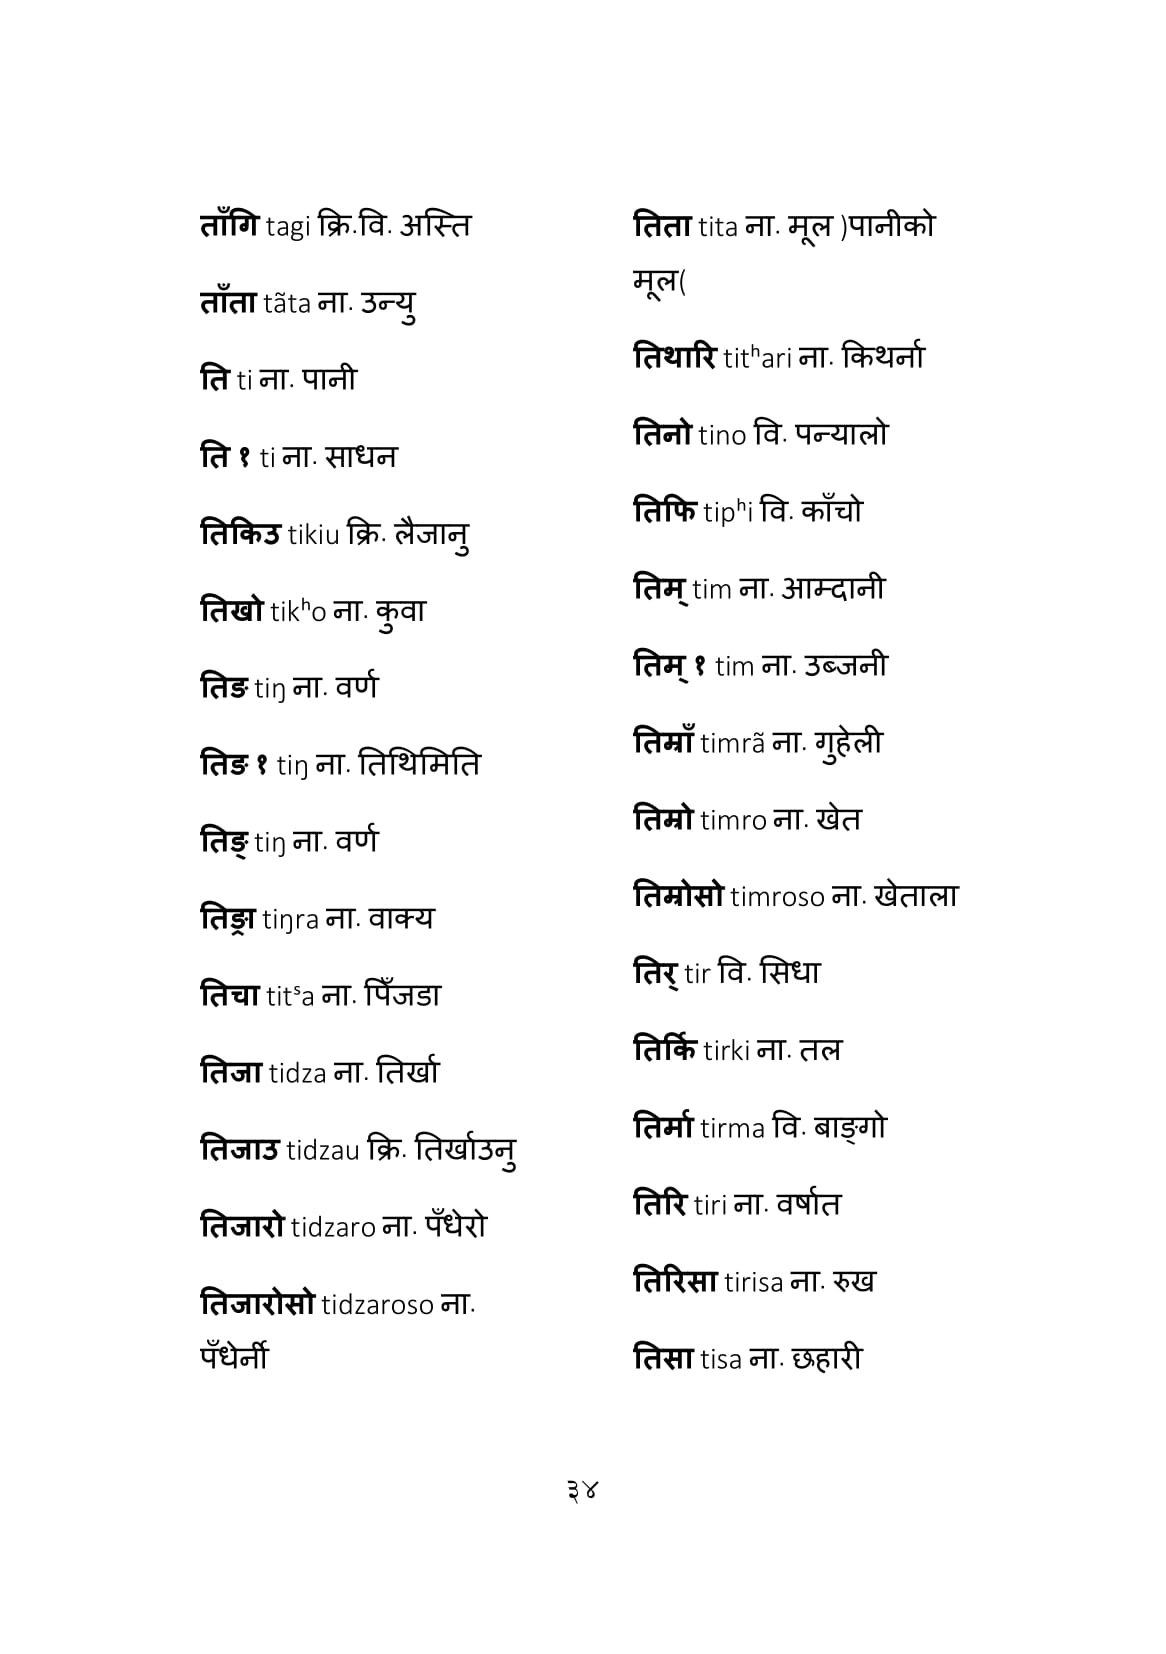 ताँगि tagi क्रि.वि. अस्ति
ताँता tãta ना. उन्यु
ति ti ना. पानी
ति १ ti ना. साधन
तिकिउ tikiu क्रि. लैजानु
तिखो tikʰo ना. कुवा
तिङ tiŋ ना. वर्ण
तिङ १ tiŋ ना. तिथिमिति
तिङ् tiŋ ना. वर्ण
तिङ्रा tiŋra ना. वाक्य
तिचा titˢa ना. पिँजडा
तिजा tidza ना. तिर्खा
तिजाउ tidzau क्रि. तिर्खाउनु
तिजारो tidzaro ना. पँधेरो
तिजारोसो tidzaroso ना.
पँधेर्नी
तिता tita ना. मूल )पानीको
मूल(
तिथारि titʰari ना. किथर्ना
तिनो tino वि. पन्यालो
तिफि tipʰi वि. काँचो
तिम् tim ना. आम्दानी
तिम् १ tim ना. उब्जनी
तिम्राँ timrã ना. गुहेली
तिम्रो timro ना. खेत
तिम्रोसो timroso ना. खेताला
तिर् tir वि. सिधा
तिर्कि tirki ना. तल
तिर्मा tirma वि. बाङ्गो
तिरि tiri ना. वर्षात
तिरिसा tirisa ना. रुख
तिसा tisa ना. छहारी
३४